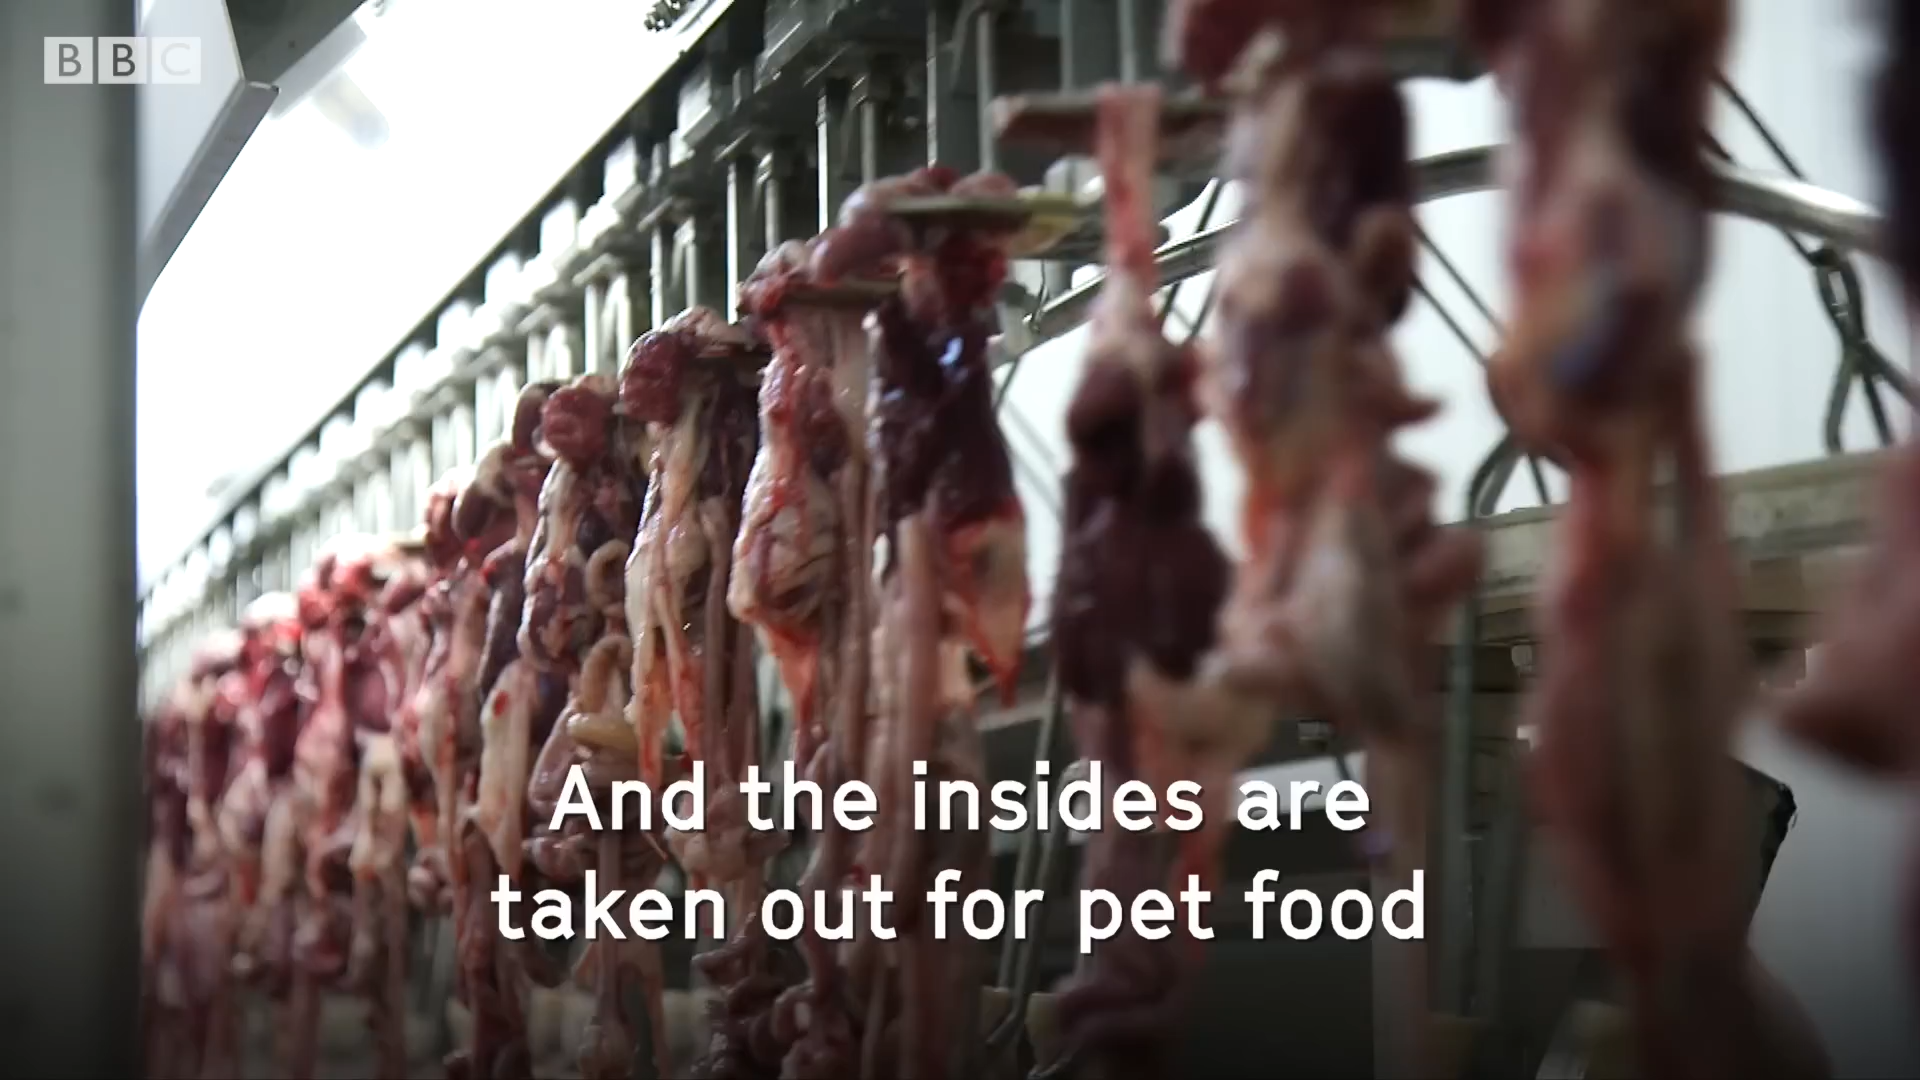 BBC
And the insides are
taken out for pet food